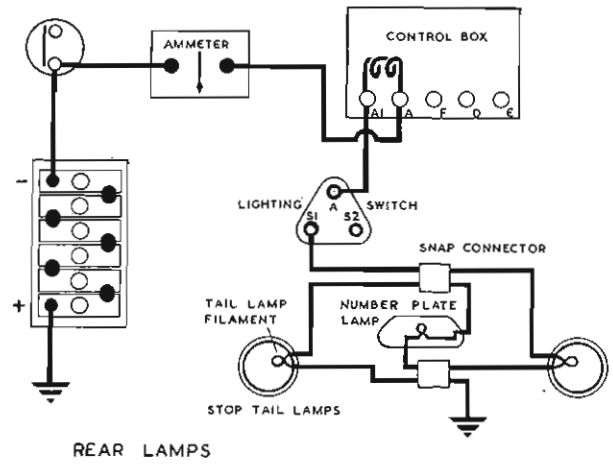 AMMETER
CONTROL BOX
A1 A F D E
-
+
A
LIGHTING SWITCH
S1 S2
SNAP CONNECTOR
TAIL LAMP
FILAMENT
NUMBER PLATE
LAMP
STOP TAIL LAMPS
REAR LAMPS